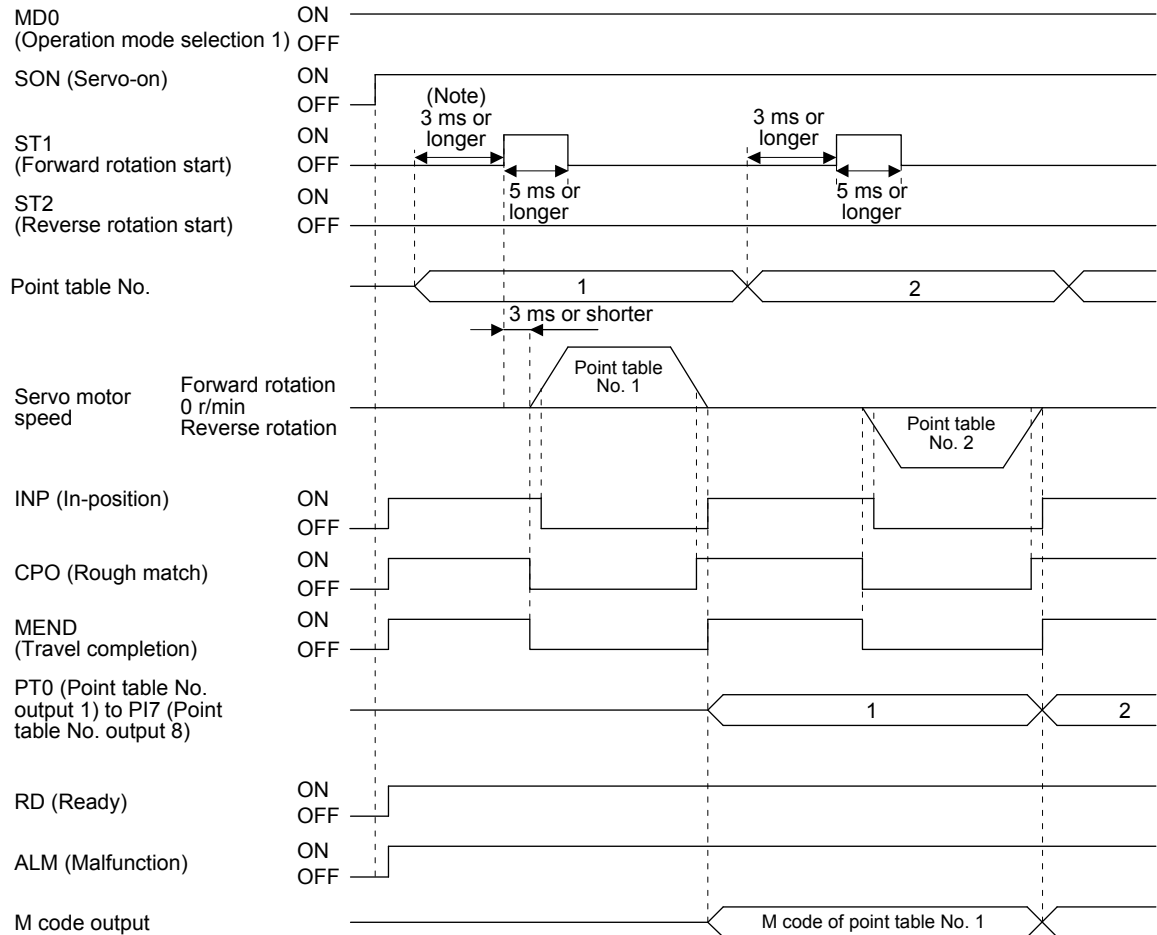 MD0
(Operation mode selection 1)
ON
OFF
SON (Servo-on)
ON
OFF
(Note)
3 ms or
longer
3 ms or
longer
ST1
(Forward rotation start)
ON
OFF
5 ms or
longer
5 ms or
longer
ST2
(Reverse rotation start)
ON
OFF
Point table No.
1
2
3 ms or shorter
Servo motor
speed
Forward rotation
0 r/min
Reverse rotation
Point table
No. 1
Point table
No. 2
INP (In-position)
ON
OFF
CPO (Rough match)
ON
OFF
MEND
(Travel completion)
ON
OFF
PT0 (Point table No.
output 1) to PI7 (Point
table No. output 8)
1
2
RD (Ready)
ON
OFF
ALM (Malfunction)
ON
OFF
M code output
M code of point table No. 1